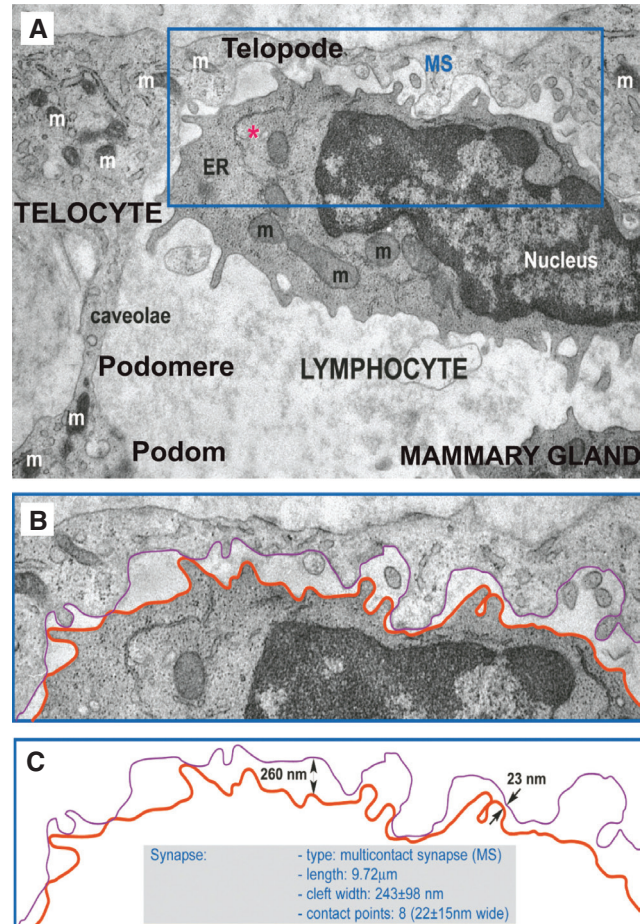 A
Telopode
m
MS
m
m
m
*
ER
m
m
TELOCYTE
m
m
m
Nucleus
caveolae
Podomere
LYMPHOCYTE
m
Podom
m
MAMMARY GLAND
B
C
260 nm
23 nm
Synapse: - type: multicontact synapse (MS)
- length: 9.72µm
- cleft width: 243±98 nm
- contact points: 8 (22±15nm wide)